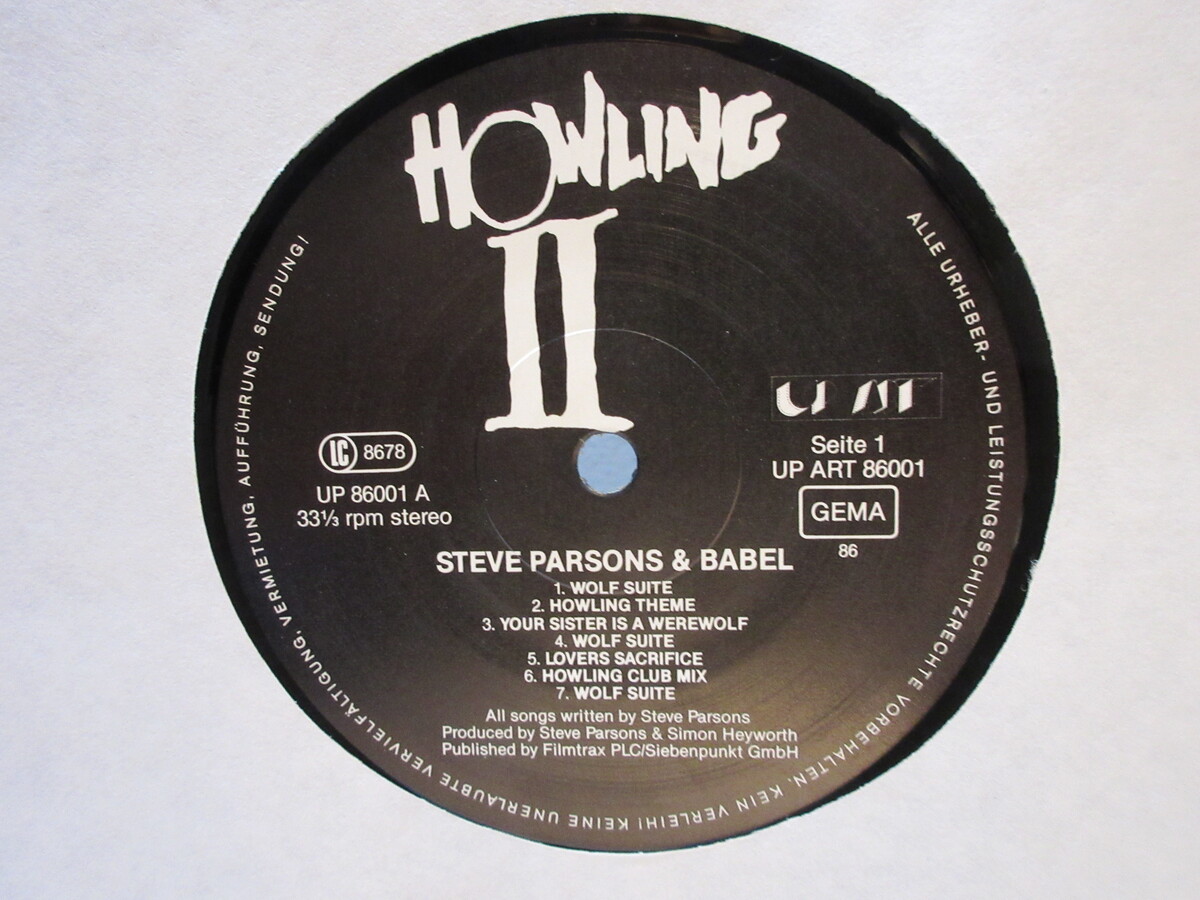 HOWLING
II
UP ART
Seite 1
UP ART 86001
GEMA
86
LC 8678
UP 86001 A
33⅓ rpm stereo
STEVE PARSONS & BABEL
1. WOLF SUITE
2. HOWLING THEME
3. YOUR SISTER IS A WEREWOLF
4. WOLF SUITE
5. LOVERS SACRIFICE
6. HOWLING CLUB MIX
7. WOLF SUITE
All songs written by Steve Parsons
Produced by Steve Parsons & Simon Heyworth
Published by Filmtrax PLC/Siebenpunkt GmbH
ALLE URHEBER- UND LEISTUNGSSCHUTZRECHTE VORBEHALTEN. KEIN VERLEIH! KEINE UNERLAUBTE VERVIELFÄLTIGUNG, VERMIETUNG, AUFFÜHRUNG, SENDUNG!